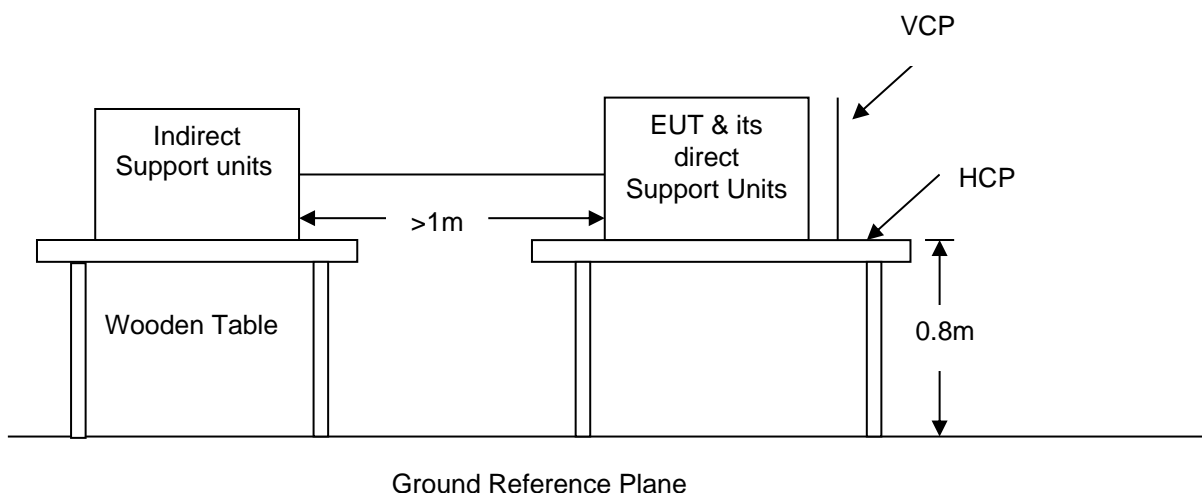 VCP
Indirect
Support units
EUT & its
direct
Support Units
HCP
>1m
Wooden Table
0.8m
Ground Reference Plane